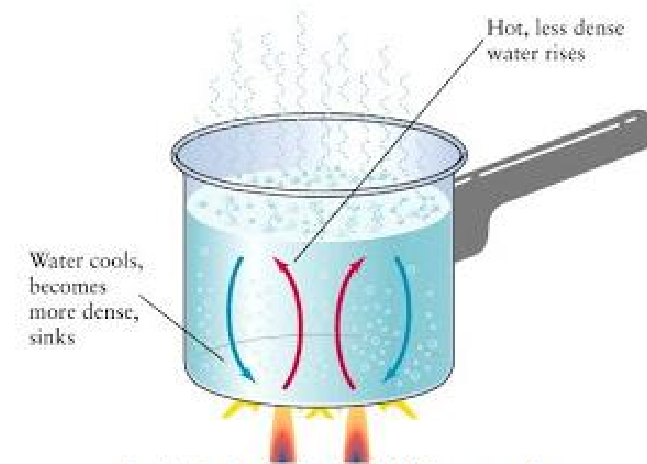 Hot, less dense
water rises
Water cools,
becomes
more dense,
sinks